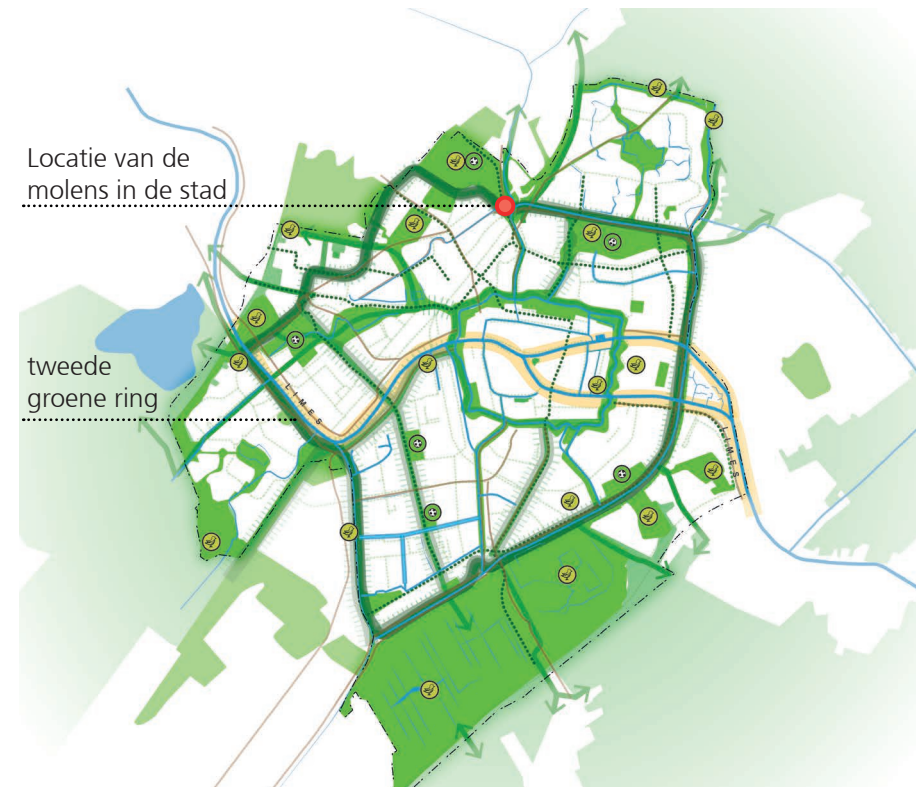 Locatie van de
molens in de stad
tweede
groene ring
LIMES
LIMES